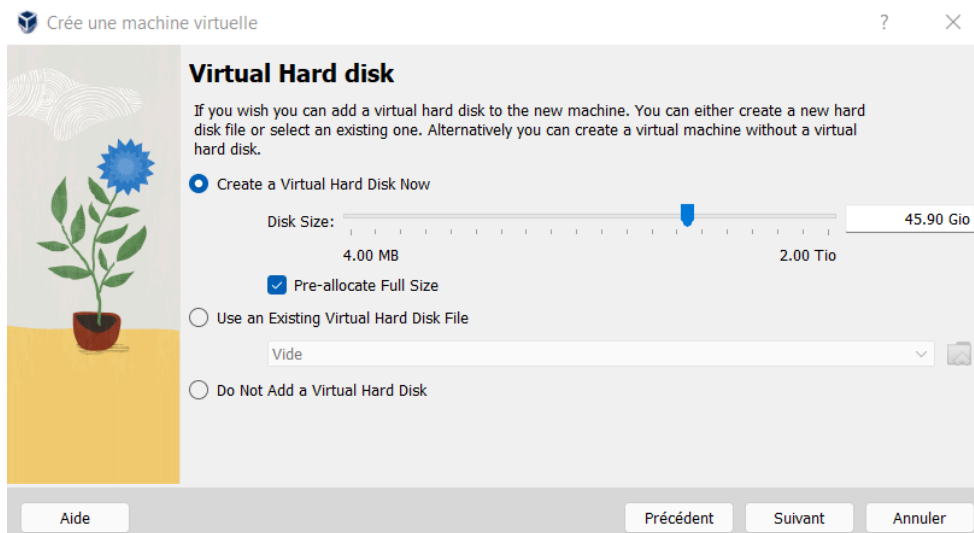 Crée une machine virtuelle
Virtual Hard disk
If you wish you can add a virtual hard disk to the new machine. You can either create a new hard
disk file or select an existing one. Alternatively you can create a virtual machine without a virtual
hard disk.
Create a Virtual Hard Disk Now
Disk Size:
45.90 Gio
4.00 MB
2.00 Tio
Pre-allocate Full Size
Use an Existing Virtual Hard Disk File
Vide
Do Not Add a Virtual Hard Disk
Aide
Précédent
Suivant
Annuler